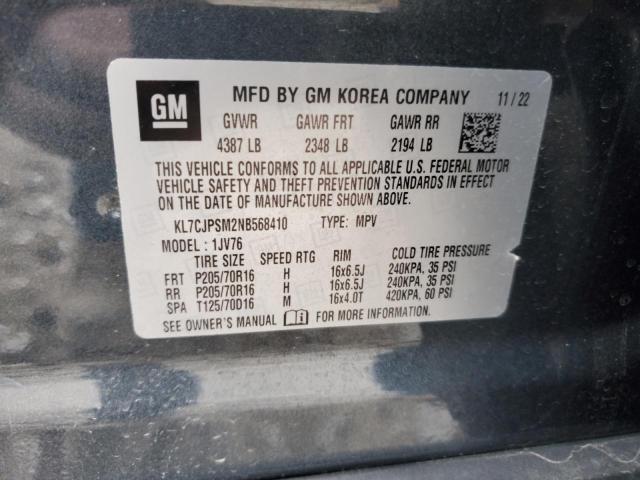 GM MFD BY GM KOREA COMPANY 11 / 22
GVWR GAWR FRT GAWR RR
4387 LB 2348 LB 2194 LB
THIS VEHICLE CONFORMS TO ALL APPLICABLE U.S. FEDERAL MOTOR
VEHICLE SAFETY AND THEFT PREVENTION STANDARDS IN EFFECT
ON THE DATE OF MANUFACTURE SHOWN ABOVE.
KL7CJPSM2NB568410 TYPE: MPV
MODEL : 1JV76
TIRE SIZE SPEED RTG RIM COLD TIRE PRESSURE
FRT P205/70R16 H 16x6.5J 240KPA, 35 PSI
RR P205/70R16 H 16x6.5J 240KPA, 35 PSI
SPA T125/70D16 M 16x4.0T 420KPA, 60 PSI
SEE OWNER'S MANUAL FOR MORE INFORMATION.